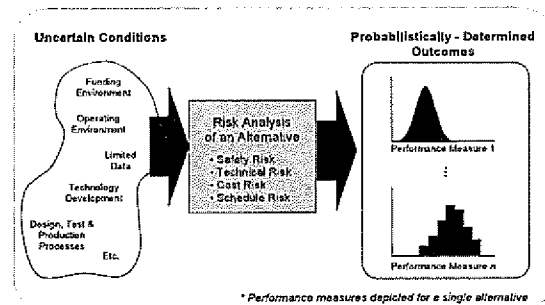 Uncertain Conditions
Funding
Environment
Operating
Environment
Limited
Data
Technology
Development
Design, Test &
Production
Processes
Etc.
Risk Analysis
of an Alternative
• Safety Risk
• Technical Risk
• Cost Risk
• Schedule Risk
Probabilistically - Determined
Outcomes
Performance Measure 1
Performance Measure n
* Performance measures depicted for a single alternative